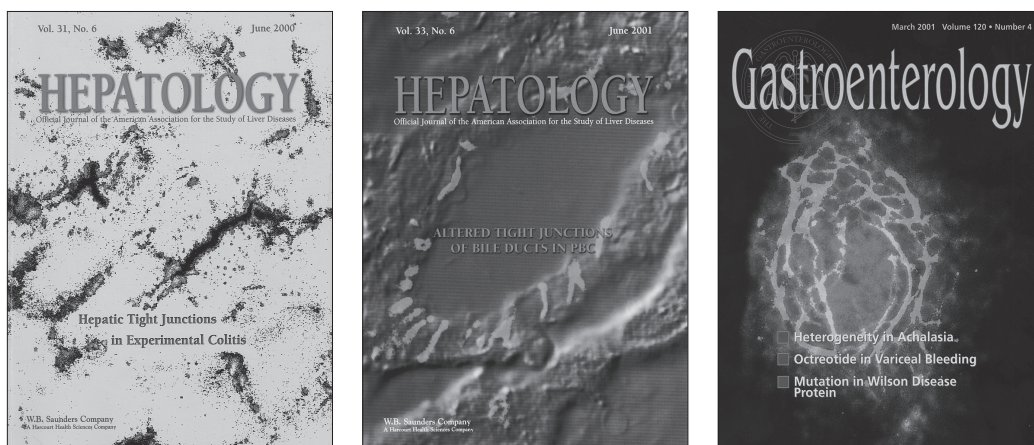 Vol. 31, No. 6
June 2000
HEPATOLOGY
Official Journal of the American Association for the Study of Liver Diseases
Hepatic Tight Junctions
in Experimental Colitis
W.B. Saunders Company
A Harcourt Health Sciences Company
Vol. 33, No. 6
June 2001
HEPATOLOGY
Official Journal of the American Association for the Study of Liver Diseases
ALTERED TIGHT JUNCTIONS
OF BILE DUCTS IN PBC
W.B. Saunders Company
A Harcourt Health Sciences Company
March 2001 Volume 120 • Number 4
Gastroenterology
Heterogeneity in Achalasia
Octreotide in Variceal Bleeding
Mutation in Wilson Disease
Protein